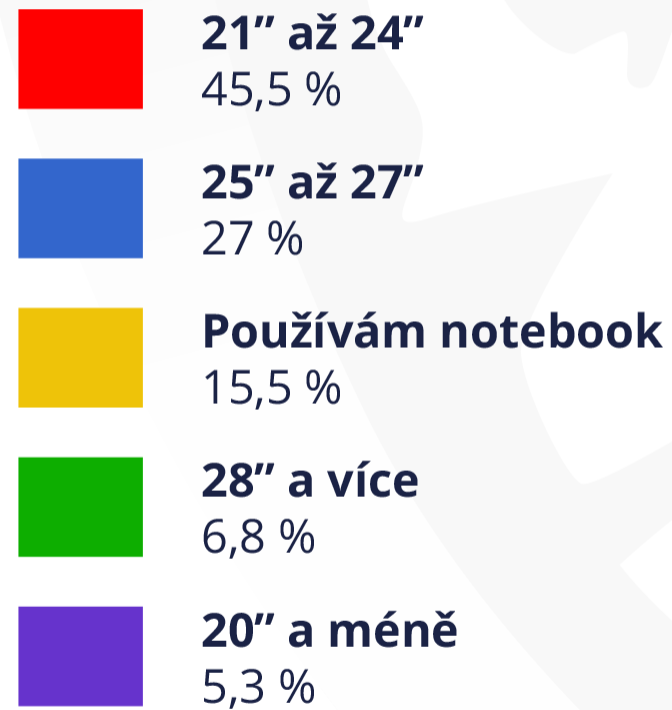 21” až 24”
45,5 %
25” až 27”
27 %
Používám notebook
15,5 %
28” a více
6,8 %
20” a méně
5,3 %